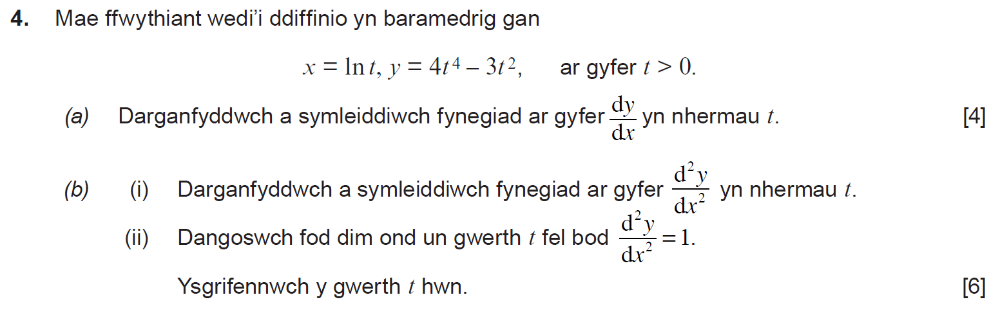 4. Mae ffwythiant wedi’i ddiffinio yn baramedrig gan
x = ln t, y = 4t⁴ – 3t², ar gyfer t > 0.
(a) Darganfyddwch a symleiddiwch fynegiad ar gyfer dy/dx yn nhermau t. [4]
(b) (i) Darganfyddwch a symleiddiwch fynegiad ar gyfer d²y/dx² yn nhermau t.
(ii) Dangoswch fod dim ond un gwerth t fel bod d²y/dx² = 1.
Ysgrifennwch y gwerth t hwn. [6]